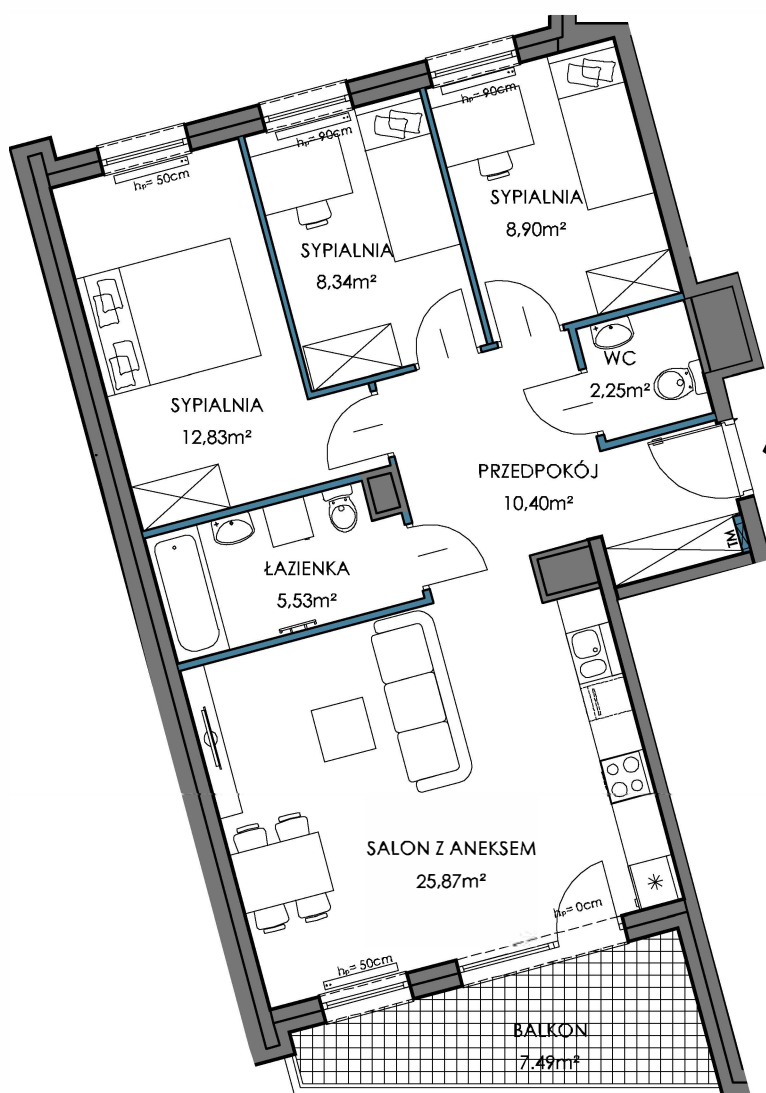 hp= 90cm
hp= 90cm
hp= 50cm
SYPIALNIA
8,90m²
SYPIALNIA
8,34m²
WC
2,25m²
SYPIALNIA
12,83m²
PRZEDPOKÓJ
10,40m²
TM
ŁAZIENKA
5,53m²
SALON Z ANEKSEM
25,87m²
hp= 0cm
hp= 50cm
BALKON
7.49m²